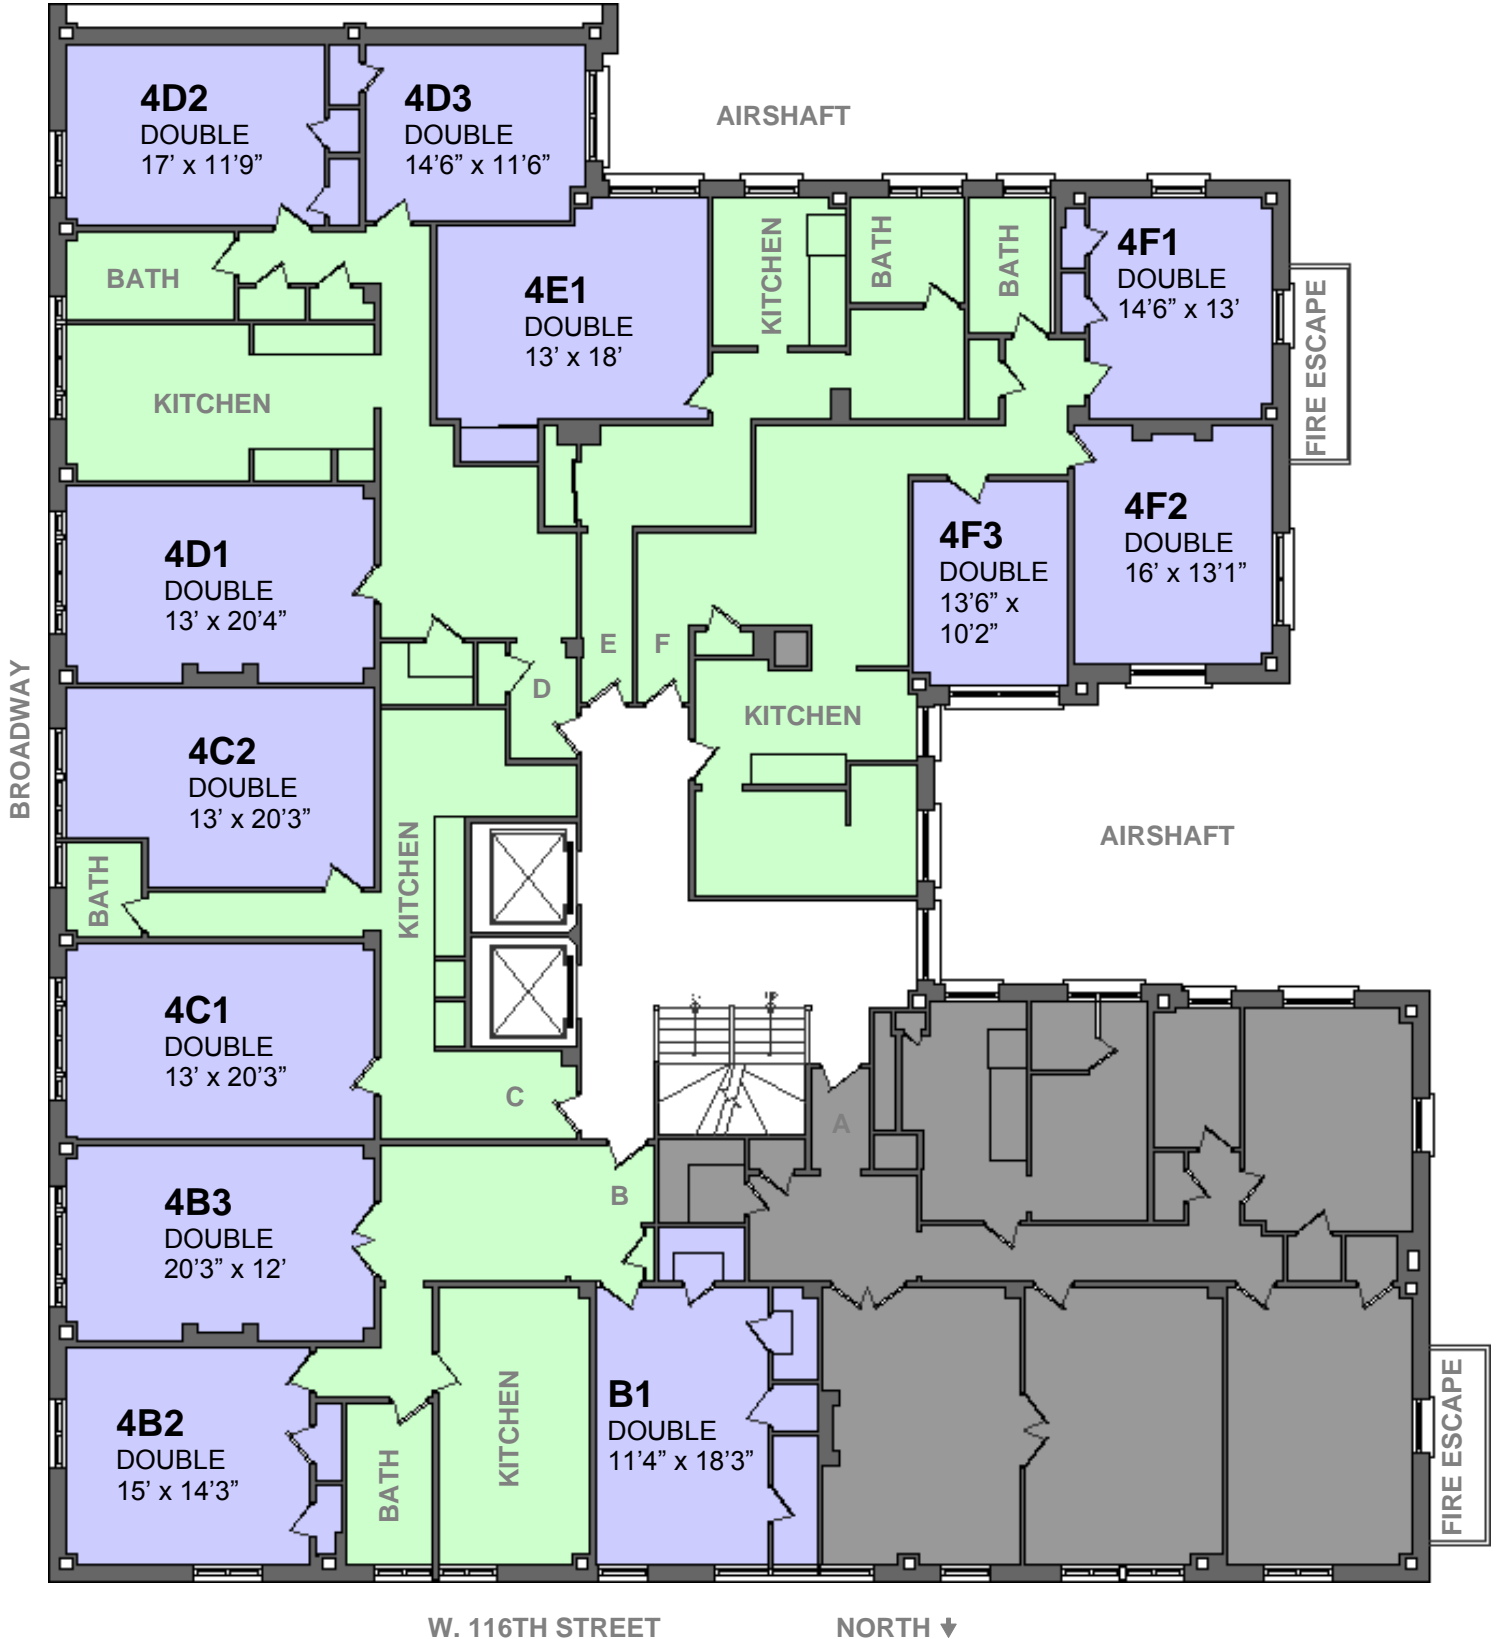 4D2
DOUBLE
17’ x 11’9”
4D3
DOUBLE
14’6” x 11’6”
AIRSHAFT
BATH
4E1
DOUBLE
13’ x 18’
KITCHEN
BATH
BATH
4F1
DOUBLE
14’6” x 13’
FIRE ESCAPE
KITCHEN
4D1
DOUBLE
13’ x 20’4”
4F3
DOUBLE
13’6” x
10’2”
4F2
DOUBLE
16’ x 13’1”
E
F
D
BROADWAY
4C2
DOUBLE
13’ x 20’3”
KITCHEN
AIRSHAFT
BATH
KITCHEN
4C1
DOUBLE
13’ x 20’3”
C
A
4B3
DOUBLE
20’3” x 12’
B
4B2
DOUBLE
15’ x 14’3”
BATH
KITCHEN
B1
DOUBLE
11’4” x 18’3”
FIRE ESCAPE
W. 116TH STREET
NORTH